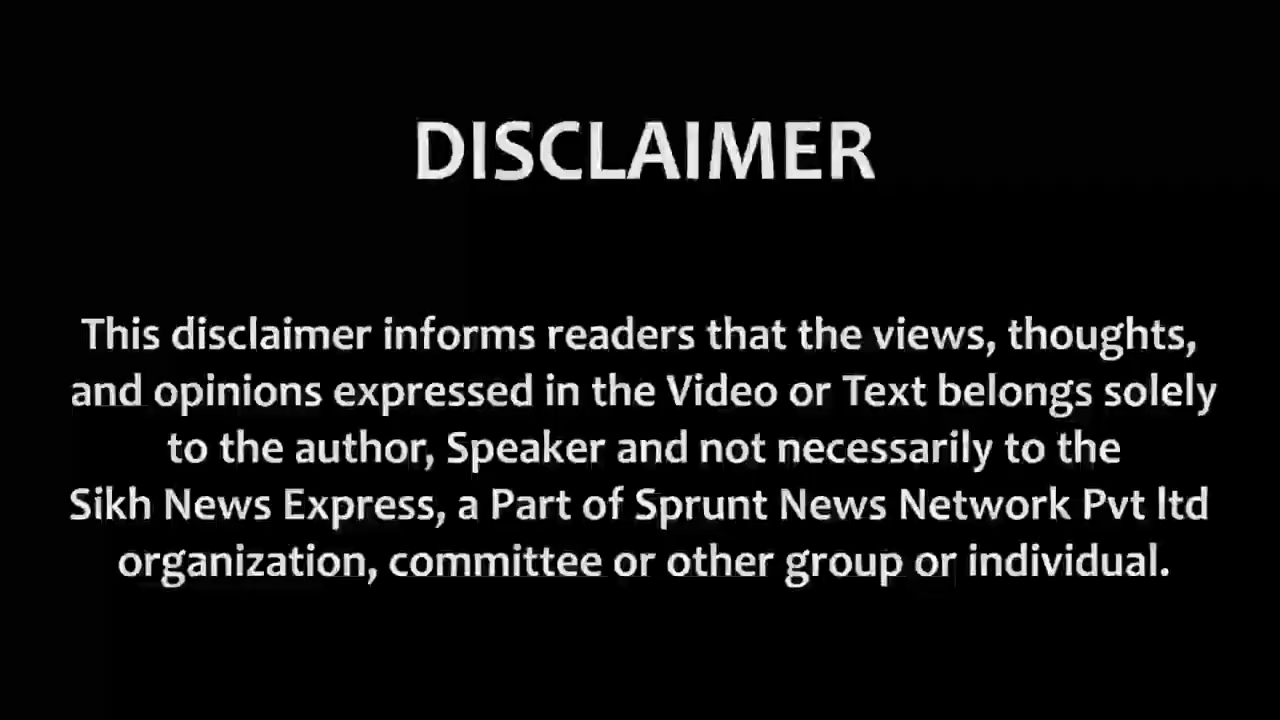 DISCLAIMER
This disclaimer informs readers that the views, thoughts,
and opinions expressed in the Video or Text belongs solely
to the author, Speaker and not necessarily to the
Sikh News Express, a Part of Sprunt News Network Pvt ltd
organization, committee or other group or individual.